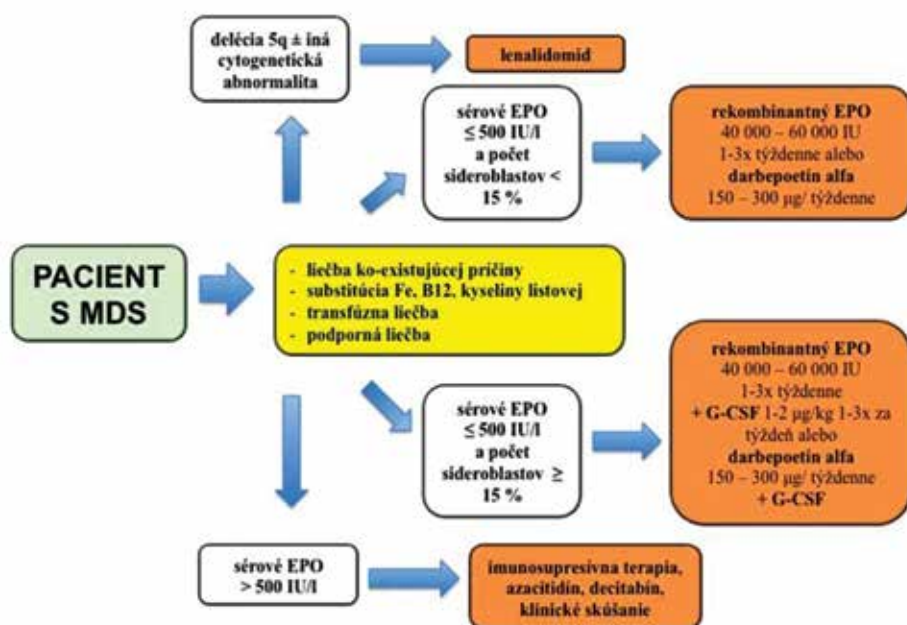 delécia 5q ± iná
cytogenetická
abnormalita
lenalidomid
sérové EPO
≤ 500 IU/l
a počet
sideroblastov <
15 %
rekombinantný EPO
40 000 – 60 000 IU
1-3x týždenne alebo
darbepoetín alfa
150 – 300 μg/ týždenne
PACIENT
S MDS
- liečba ko-existujúcej príčiny
- substitúcia Fe, B12, kyseliny listovej
- transfúzna liečba
- podporná liečba
sérové EPO
≤ 500 IU/l
a počet
sideroblastov ≥
15 %
rekombinantný EPO
40 000 – 60 000 IU
1-3x týždenne
+ G-CSF 1-2 μg/kg 1-3x za
týždeň alebo
darbepoetín alfa
150 – 300 μg/ týždenne
+ G-CSF
sérové EPO
> 500 IU/l
imunosupresívna terapia,
azacitidín, decitabín,
klinické skúšanie